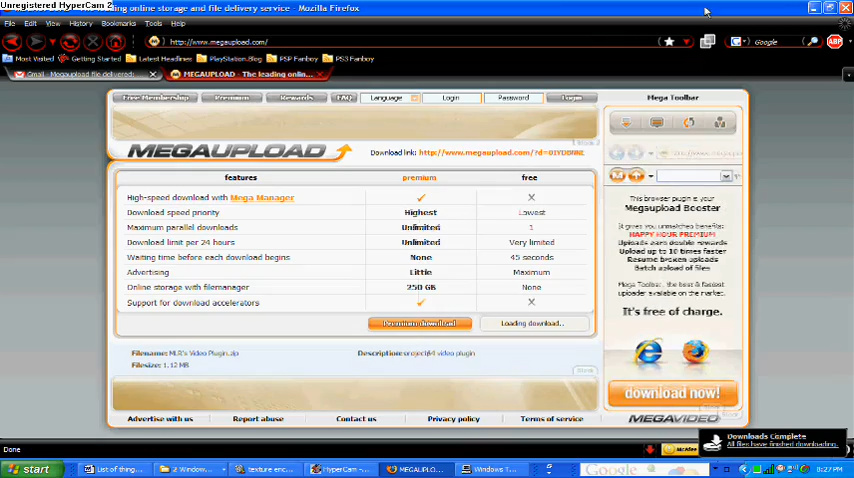 Unregistered HyperCam 2
ding online storage and file delivery service - Mozilla Firefox
File Edit View History Bookmarks Tools Help
http://www.megaupload.com/
Google
ABP
Most Visited Getting Started Latest Headlines PlayStation.Blog PSP Fanboy PS3 Fanboy
Gmail - Megaupload file delivered:
MEGAUPLOAD - The leading onlin...
Free Membership Premium Rewards FAQ Language Login Password Login
Mega Toolbar
MEGAUPLOAD
Download link: http://www.megaupload.com/?d=
features premium free
High-speed download with Mega Manager
Download speed priority Highest Lowest
Maximum parallel downloads Unlimited 1
Download limit per 24 hours Unlimited Very limited
Waiting time before each download begins None 45 seconds
Advertising Little Maximum
Online storage with filemanager 250 GB None
Support for download accelerators
Premium download Loading download..
This browser plugin is your
Megaupload Booster
It gives you unmatched benefits:
HAPPY HOUR PREMIUM
Uploads earn double rewards
Upload up to 10 times faster
Resume broken uploads
Batch upload of files
Mega Toolbar, the best & fastest
uploader available on the market.
It's free of charge.
download now!
MEGAVIDEO
Filename: MLR's Video Plugin.zip
Description: project64 video plugin
Filesize: 1.12 MB
Block
Advertise with us Report abuse Contact us Privacy policy Terms of service
Downloads Complete
All files have finished downloading.
Done
McAfee
start
List of thing...
2 Window...
texture enc...
HyperCam -...
MEGAUPLO...
Windows T...
Google
8:27 PM